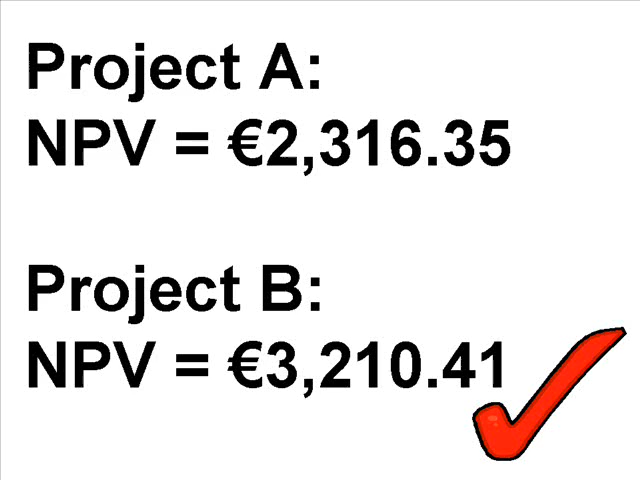 Project A:
NPV = €2,316.35
Project B:
NPV = €3,210.41